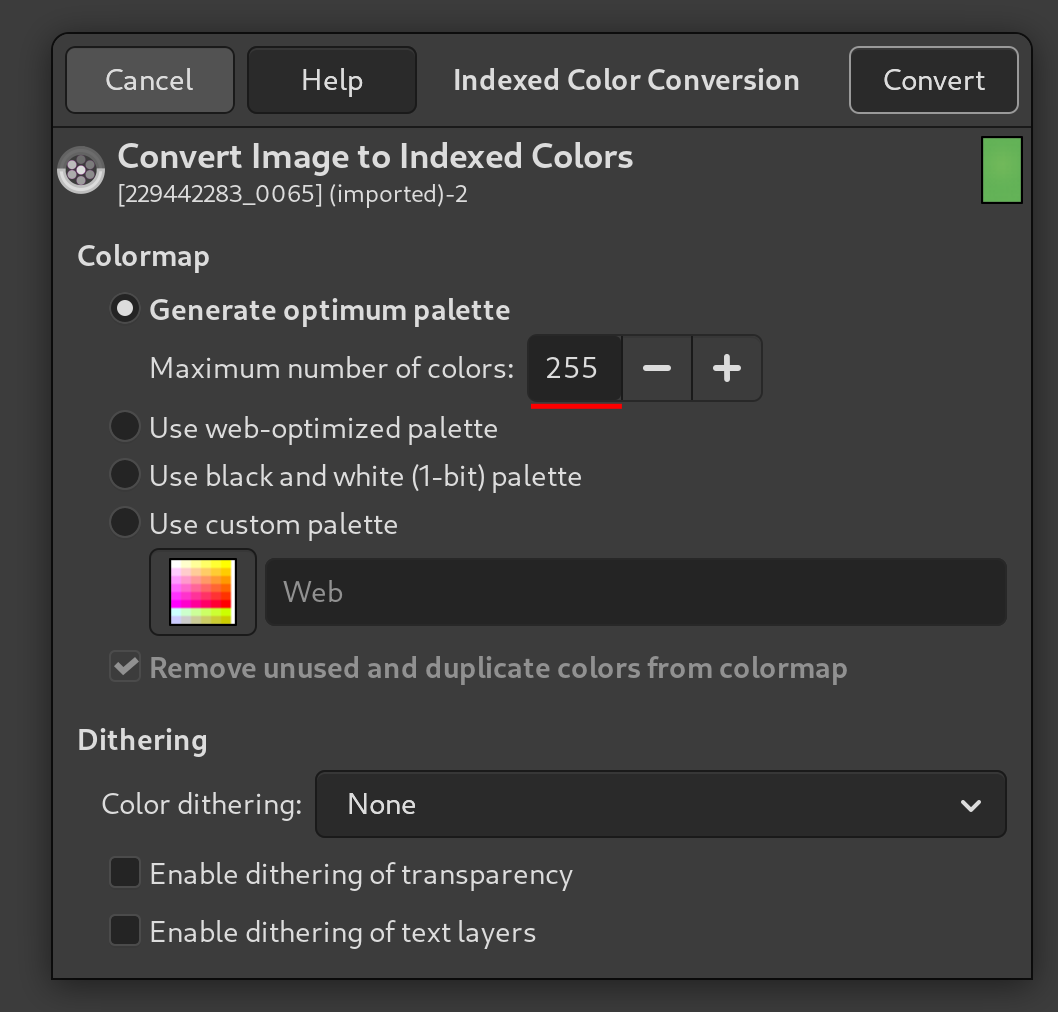 Cancel Help Indexed Color Conversion Convert
Convert Image to Indexed Colors
[229442283_0065] (imported)-2
Colormap
Generate optimum palette
Maximum number of colors: 255
Use web-optimized palette
Use black and white (1-bit) palette
Use custom palette
Web
Remove unused and duplicate colors from colormap
Dithering
Color dithering: None
Enable dithering of transparency
Enable dithering of text layers